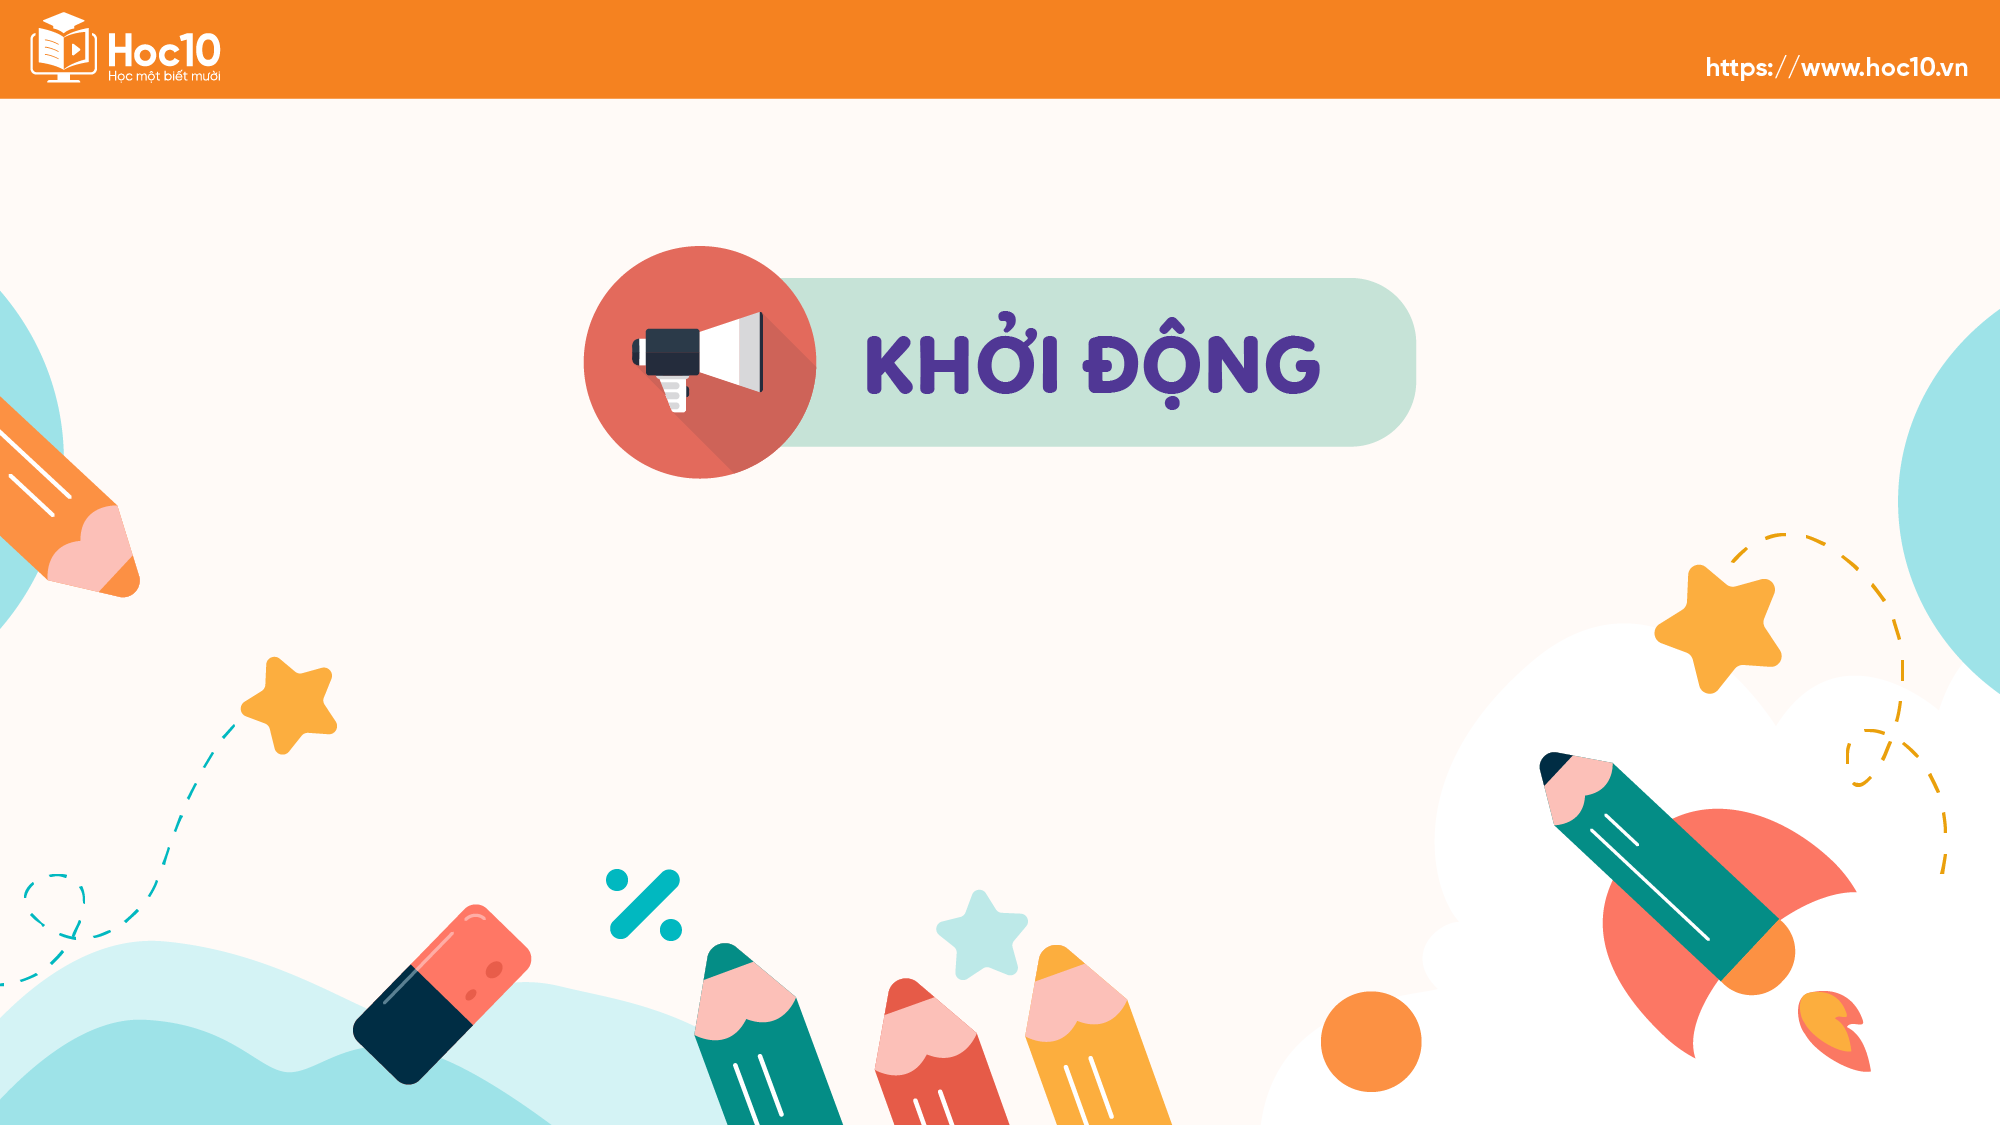 Hoc10
Học một biết mười
https://www.hoc10.vn
KHỞI ĐỘNG